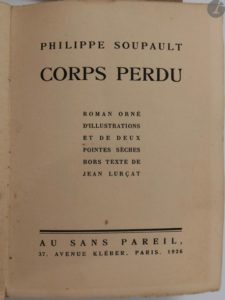 PHILIPPE SOUPAULT
CORPS PERDU
ROMAN ORNÉ
D'ILLUSTRATIONS
ET DE DEUX
POINTES SÈCHES
HORS TEXTE DE
JEAN LURÇAT
AU SANS PAREIL,
37, AVENUE KLÉBER, PARIS. 1926